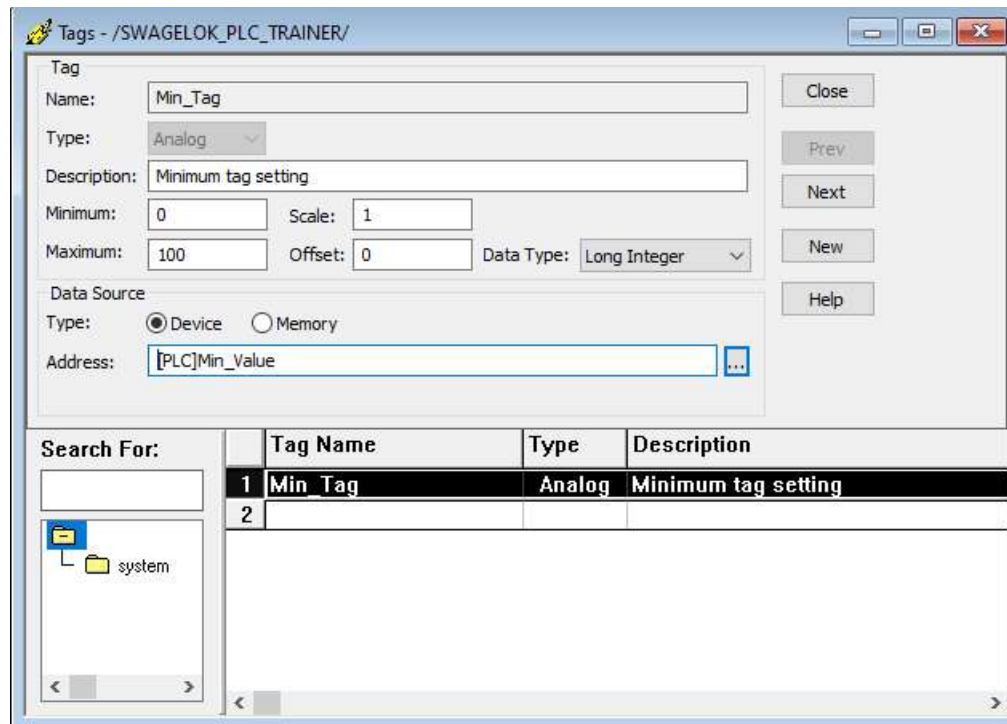 Tags - /SWAGELOK_PLC_TRAINER/
Tag
Name: Min_Tag
Close
Type: Analog
Prev
Description: Minimum tag setting
Next
Minimum: 0 Scale: 1
Maximum: 100 Offset: 0 Data Type: Long Integer
New
Data Source
Help
Type: Device Memory
Address: [PLC]Min_Value ...
Search For:
Tag Name Type Description
1 Min_Tag Analog Minimum tag setting
2
system